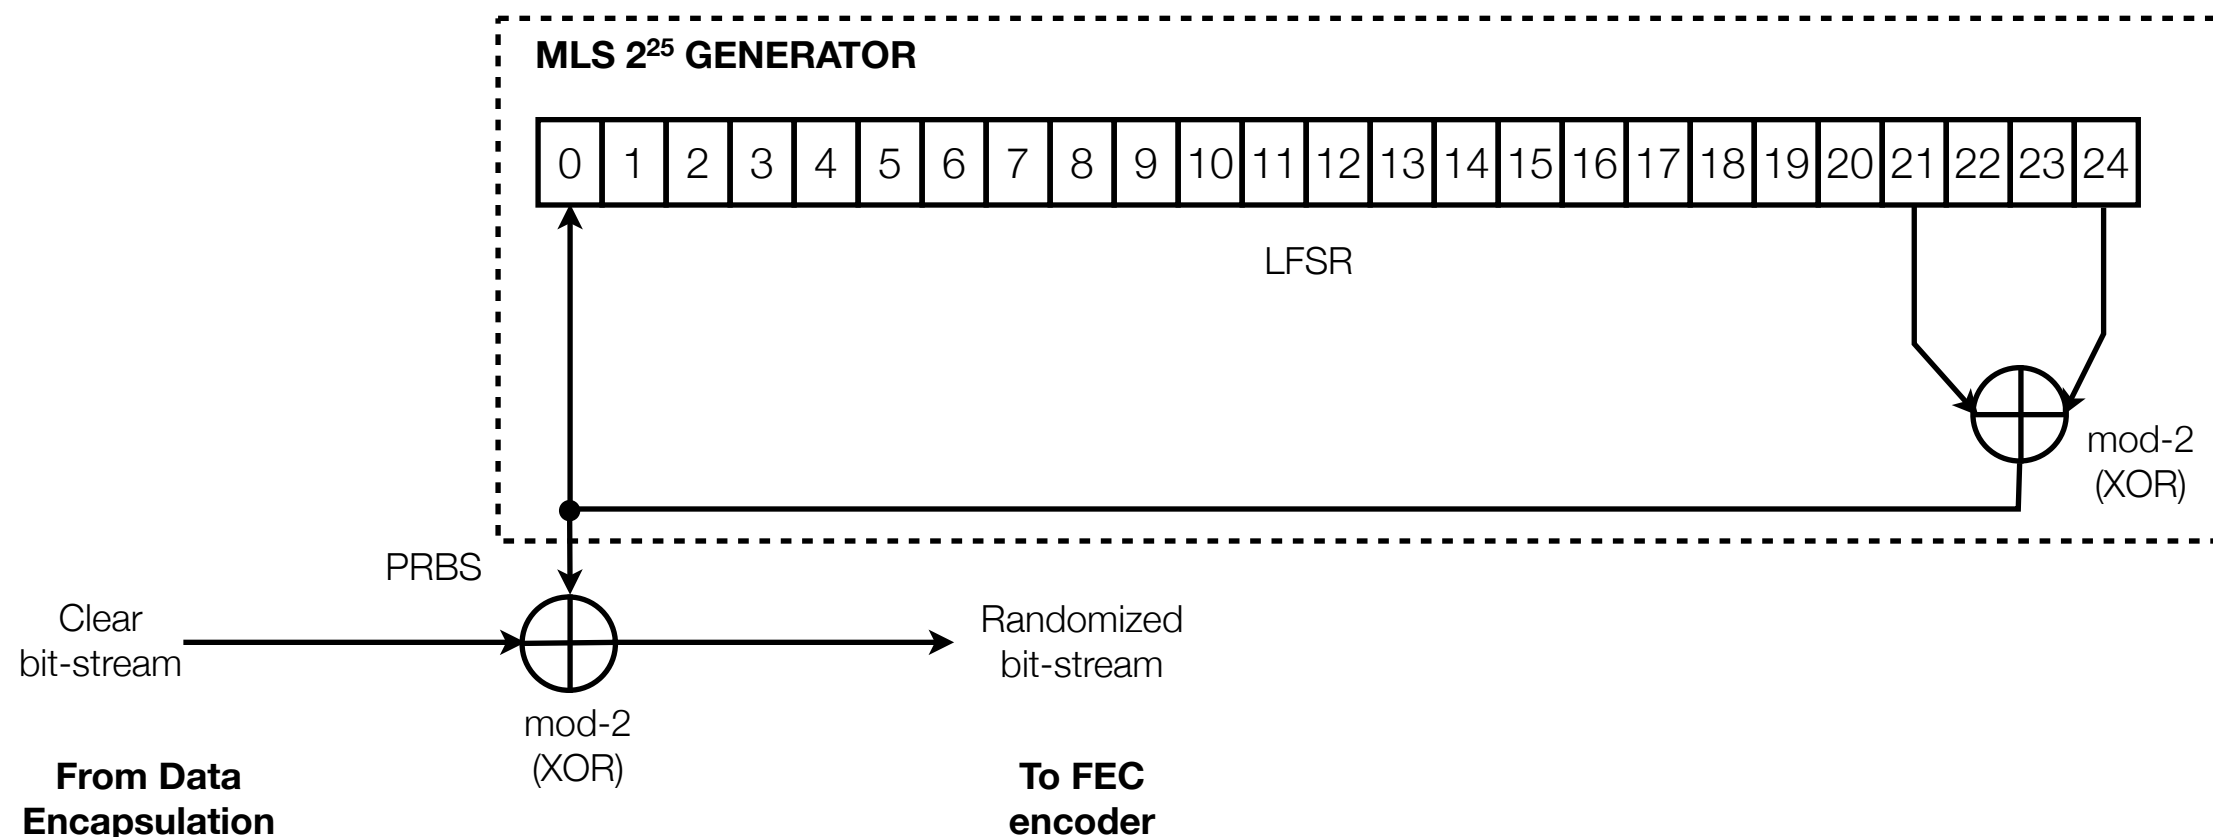 MLS 2²⁵ GENERATOR
0 1 2 3 4 5 6 7 8 9 10 11 12 13 14 15 16 17 18 19 20 21 22 23 24
LFSR
mod-2
(XOR)
PRBS
Clear
bit-stream
Randomized
bit-stream
mod-2
(XOR)
From Data
Encapsulation
To FEC
encoder